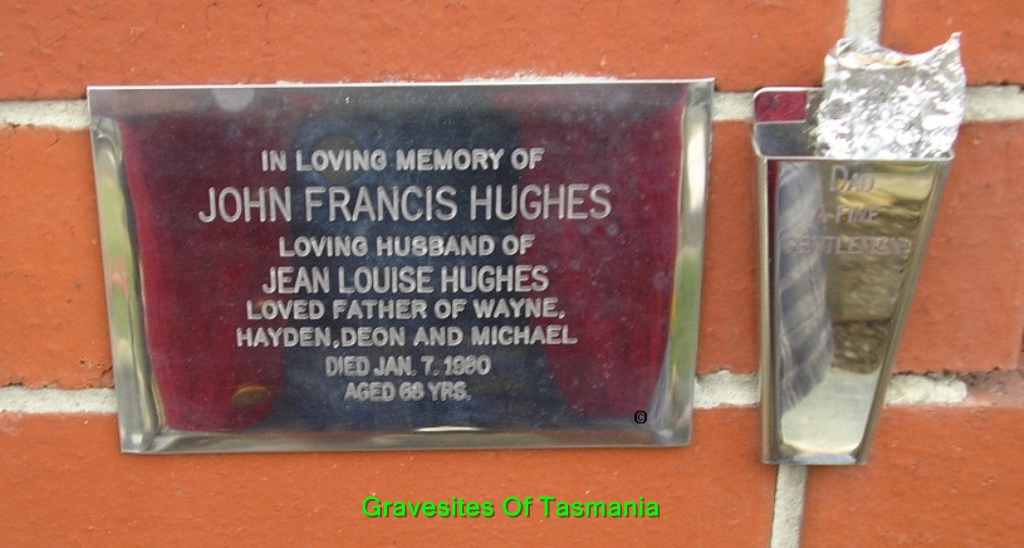 IN LOVING MEMORY OF
JOHN FRANCIS HUGHES
LOVING HUSBAND OF
JEAN LOUISE HUGHES
LOVED FATHER OF WAYNE,
HAYDEN, DEON AND MICHAEL
DIED JAN. 7. 1980
AGED 68 YRS.
©
DAD
A FINE
Gravesites Of Tasmania